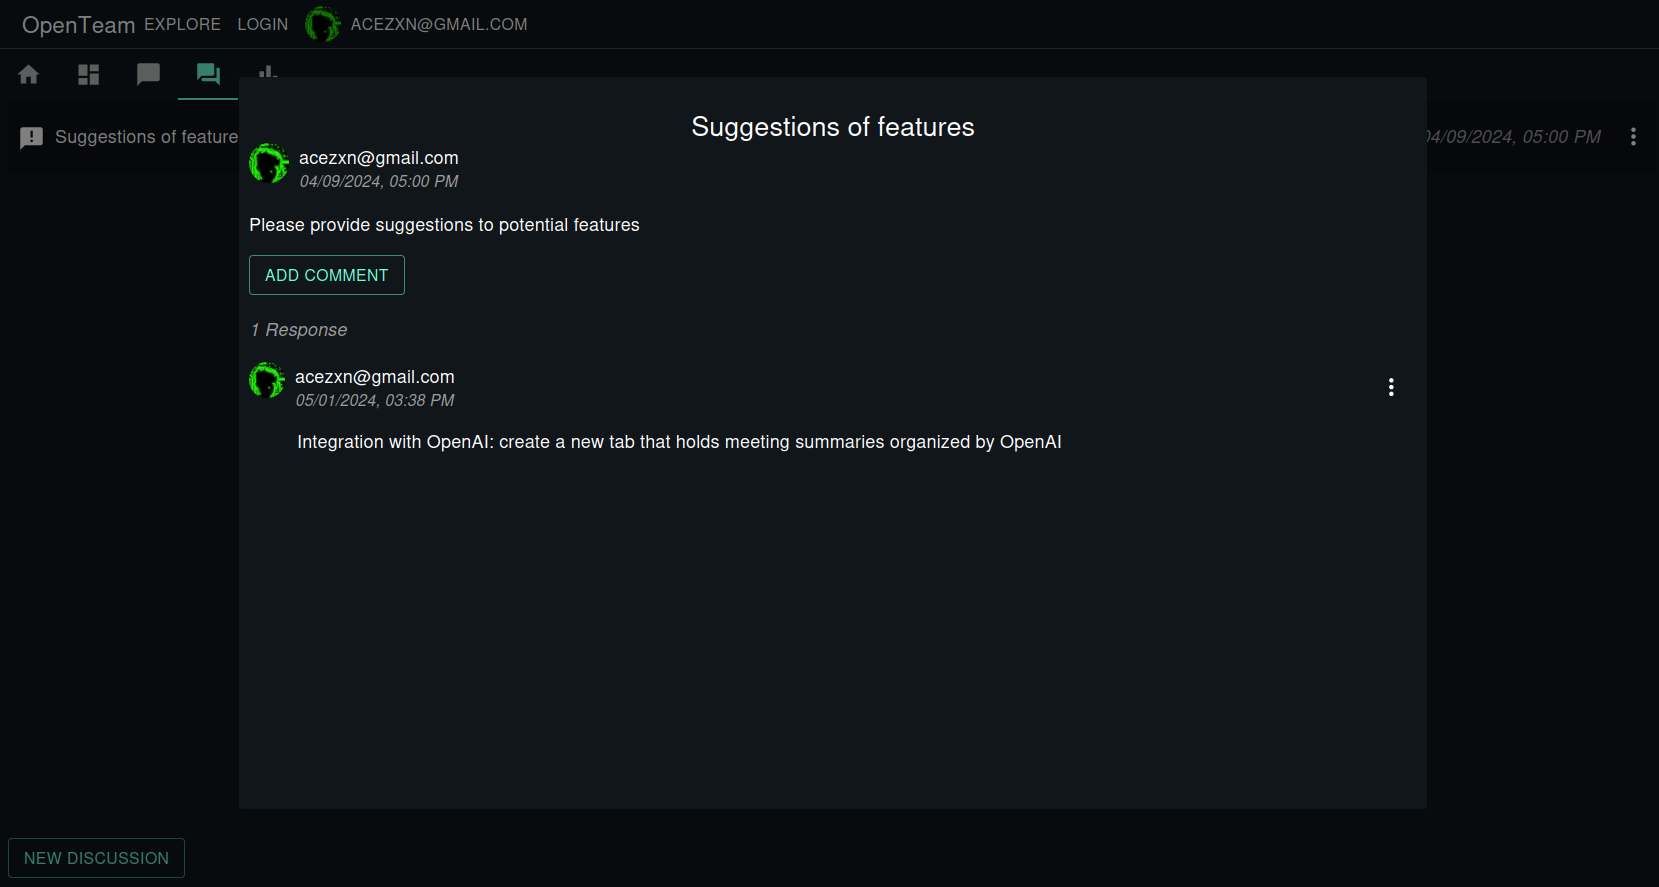 OpenTeam EXPLORE LOGIN ACEZXN@GMAIL.COM
Suggestions of feature
04/09/2024, 05:00 PM
Suggestions of features
acezxn@gmail.com
04/09/2024, 05:00 PM
Please provide suggestions to potential features
ADD COMMENT
1 Response
acezxn@gmail.com
05/01/2024, 03:38 PM
Integration with OpenAI: create a new tab that holds meeting summaries organized by OpenAI
NEW DISCUSSION